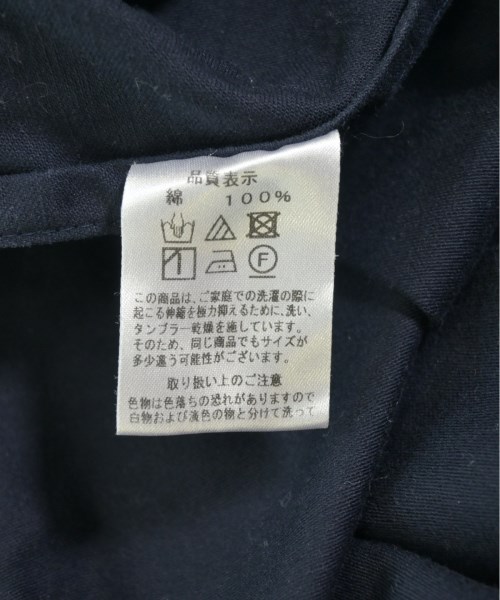 品質表示
綿 100%
F
この商品は、ご家庭での洗濯の際に
起こる伸縮を極力抑えるために、洗い、
タンブラー乾燥を施しています。
そのため、同じ商品でもサイズが
多少違う可能性がございます。
取り扱い上のご注意
色物は色落ちの恐れがありますので
白物および淡色の物と分けて洗って